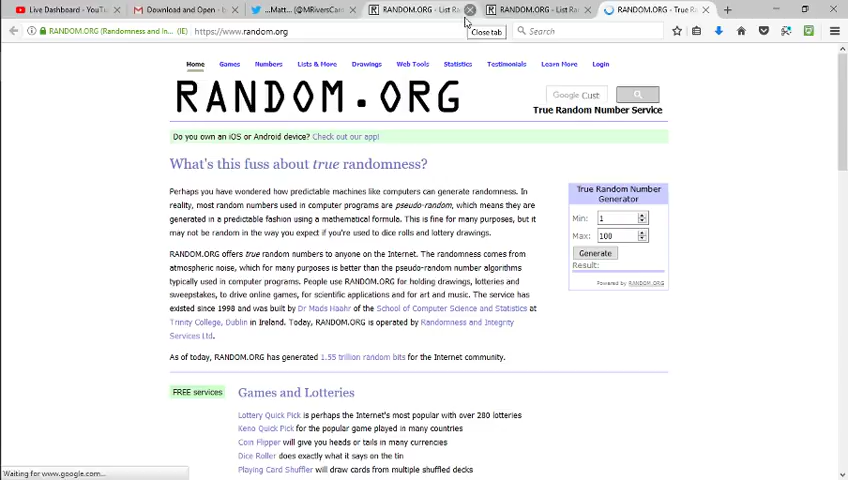 Live Dashboard - YouTu
Download and Open -
...Matt... (@MRiversCard
RANDOM.ORG - List Ra
RANDOM.ORG - List Ra
RANDOM.ORG - True R
Close tab
RANDOM.ORG (Randomness and In... (IE)
https://www.random.org
Search
Home
Games
Numbers
Lists & More
Drawings
Web Tools
Statistics
Testimonials
Learn More
Login
RANDOM.ORG
Google Cust
True Random Number Service
Do you own an iOS or Android device? Check out our app!
What's this fuss about true randomness?
Perhaps you have wondered how predictable machines like computers can generate randomness. In
reality, most random numbers used in computer programs are pseudo-random, which means they are
generated in a predictable fashion using a mathematical formula. This is fine for many purposes, but it
may not be random in the way you expect if you're used to dice rolls and lottery drawings.
RANDOM.ORG offers true random numbers to anyone on the Internet. The randomness comes from
atmospheric noise, which for many purposes is better than the pseudo-random number algorithms
typically used in computer programs. People use RANDOM.ORG for holding drawings, lotteries and
sweepstakes, to drive online games, for scientific applications and for art and music. The service has
existed since 1998 and was built by Dr Mads Haahr of the School of Computer Science and Statistics at
Trinity College, Dublin in Ireland. Today, RANDOM.ORG is operated by Randomness and Integrity
Services Ltd.
As of today, RANDOM.ORG has generated 1.55 trillion random bits for the Internet community.
True Random Number
Generator
Min: 1
Max: 100
Generate
Result:
Powered by RANDOM.ORG
FREE services
Games and Lotteries
Lottery Quick Pick is perhaps the Internet's most popular with over 280 lotteries
Keno Quick Pick for the popular game played in many countries
Coin Flipper will give you heads or tails in many currencies
Dice Roller does exactly what it says on the tin
Playing Card Shuffler will draw cards from multiple shuffled decks
Waiting for www.google.com...